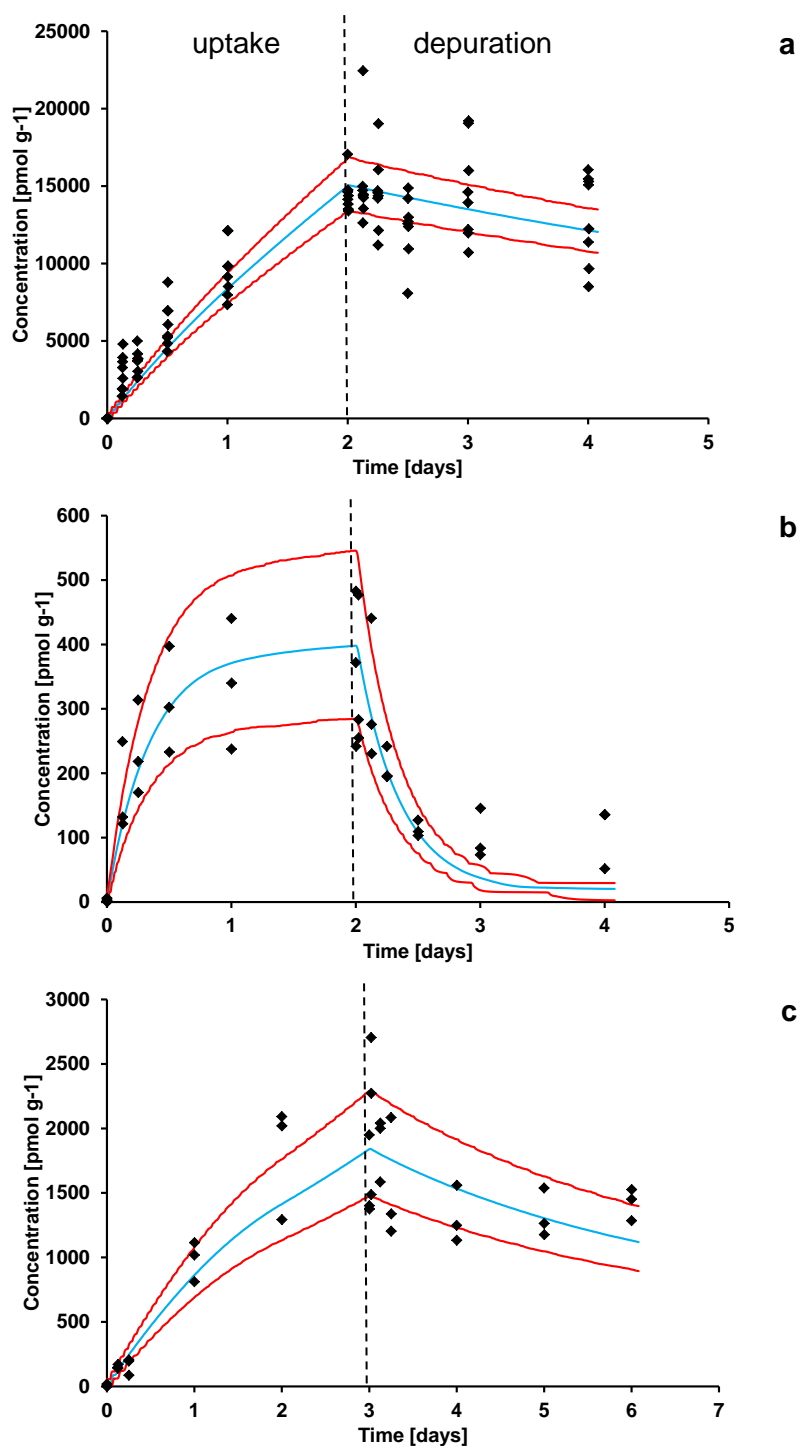 uptake depuration a
25000
20000
15000
10000
5000
0
Concentration [pmol g-1]
0 1 2 3 4 5
Time [days]
b
600
500
400
300
200
100
0
Concentration [pmol g-1]
0 1 2 3 4 5
Time [days]
c
3000
2500
2000
1500
1000
500
0
Concentration [pmol g-1]
0 1 2 3 4 5 6 7
Time [days]